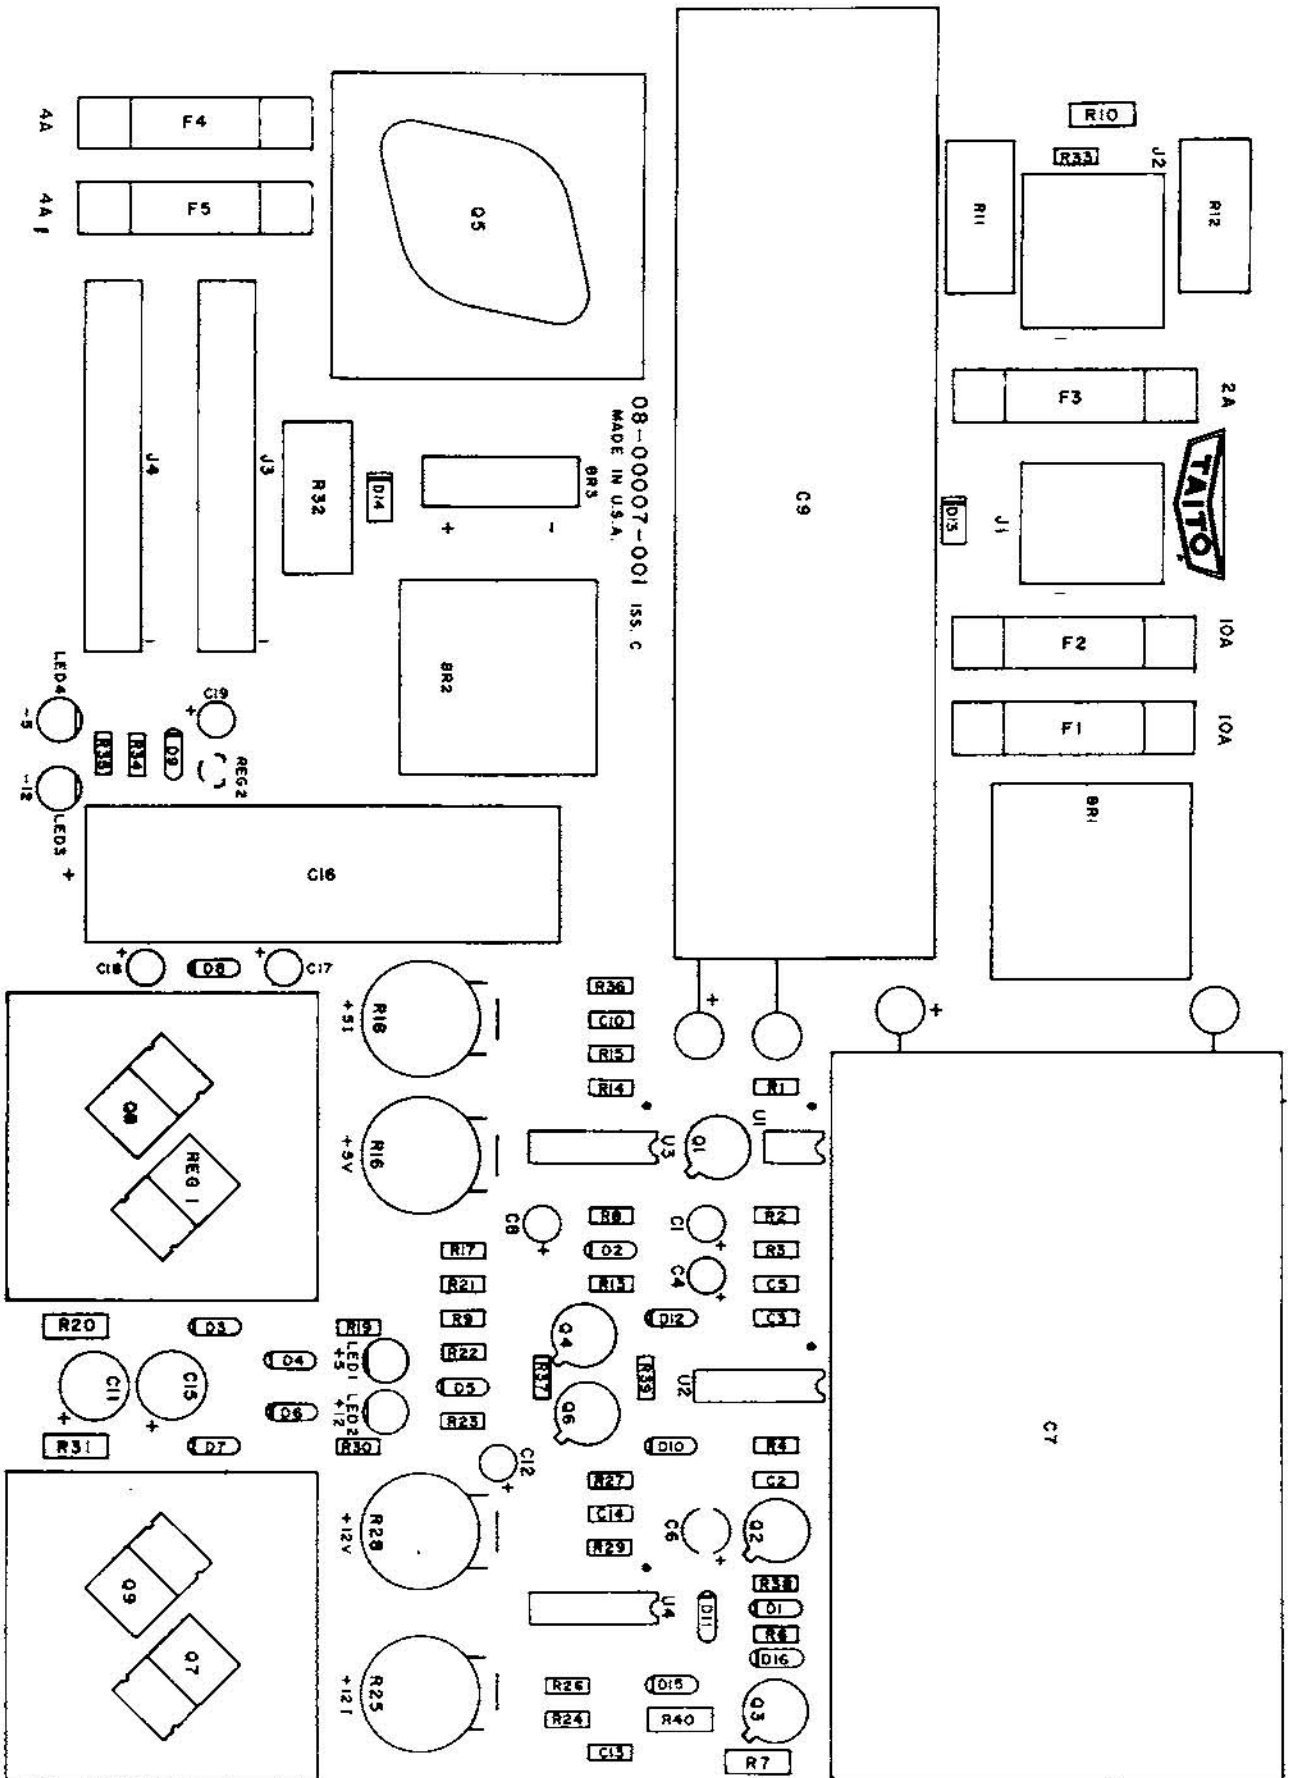 4A
F4
4A
F5
Q5
R10
R33
J2
R11
R12
F3
2A
TAITO
C9
D13
J1
F2
10A
F1
10A
BR1
J4
J3
R32
D14
BR3
+ -
08-00007-001 ISS. C
MADE IN U.S.A.
BR2
LED4
-5
-12
LED3
R35
R34
D9
C19
+
REG2
C16
+
C18
+
D8
C17
+
R18
+5I
R36
C10
R15
R14
+
+
R1
Q8
REG 1
R16
+5V
U3
Q1
U1
C8
+
R8
D2
R13
C1
+
C4
+
R2
R3
C5
C3
R17
R21
R9
R22
D5
R23
R20
D3
D4
R19
LED1
+5
LED2
+12
R30
C11
+
C15
+
D6
R31
D7
Q4
R37
Q6
D12
R39
U2
D10
R4
C2
C7
C12
+
R27
C14
R29
C6
+
Q2
R28
+12V
Q9
Q7
U4
D11
R38
D1
R6
D16
R25
+12I
R26
R24
C13
D15
R40
Q3
R7